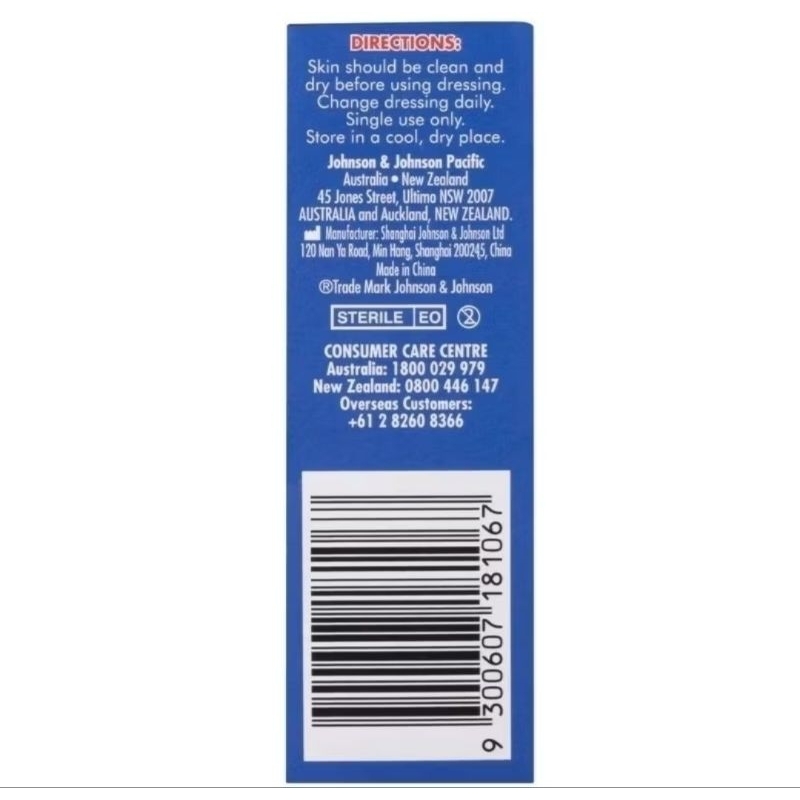 DIRECTIONS:
Skin should be clean and
dry before using dressing.
Change dressing daily.
Single use only.
Store in a cool, dry place.
Johnson & Johnson Pacific
Australia • New Zealand
45 Jones Street, Ultimo NSW 2007
AUSTRALIA and Auckland, NEW ZEALAND.
Manufacturer: Shanghai Johnson & Johnson Ltd
120 Nan Ya Road, Min Hang, Shanghai 200245, China
Made in China
®Trade Mark Johnson & Johnson
STERILE EO 2
CONSUMER CARE CENTRE
Australia: 1800 029 979
New Zealand: 0800 446 147
Overseas Customers:
+61 2 8260 8366
9 300607 181067